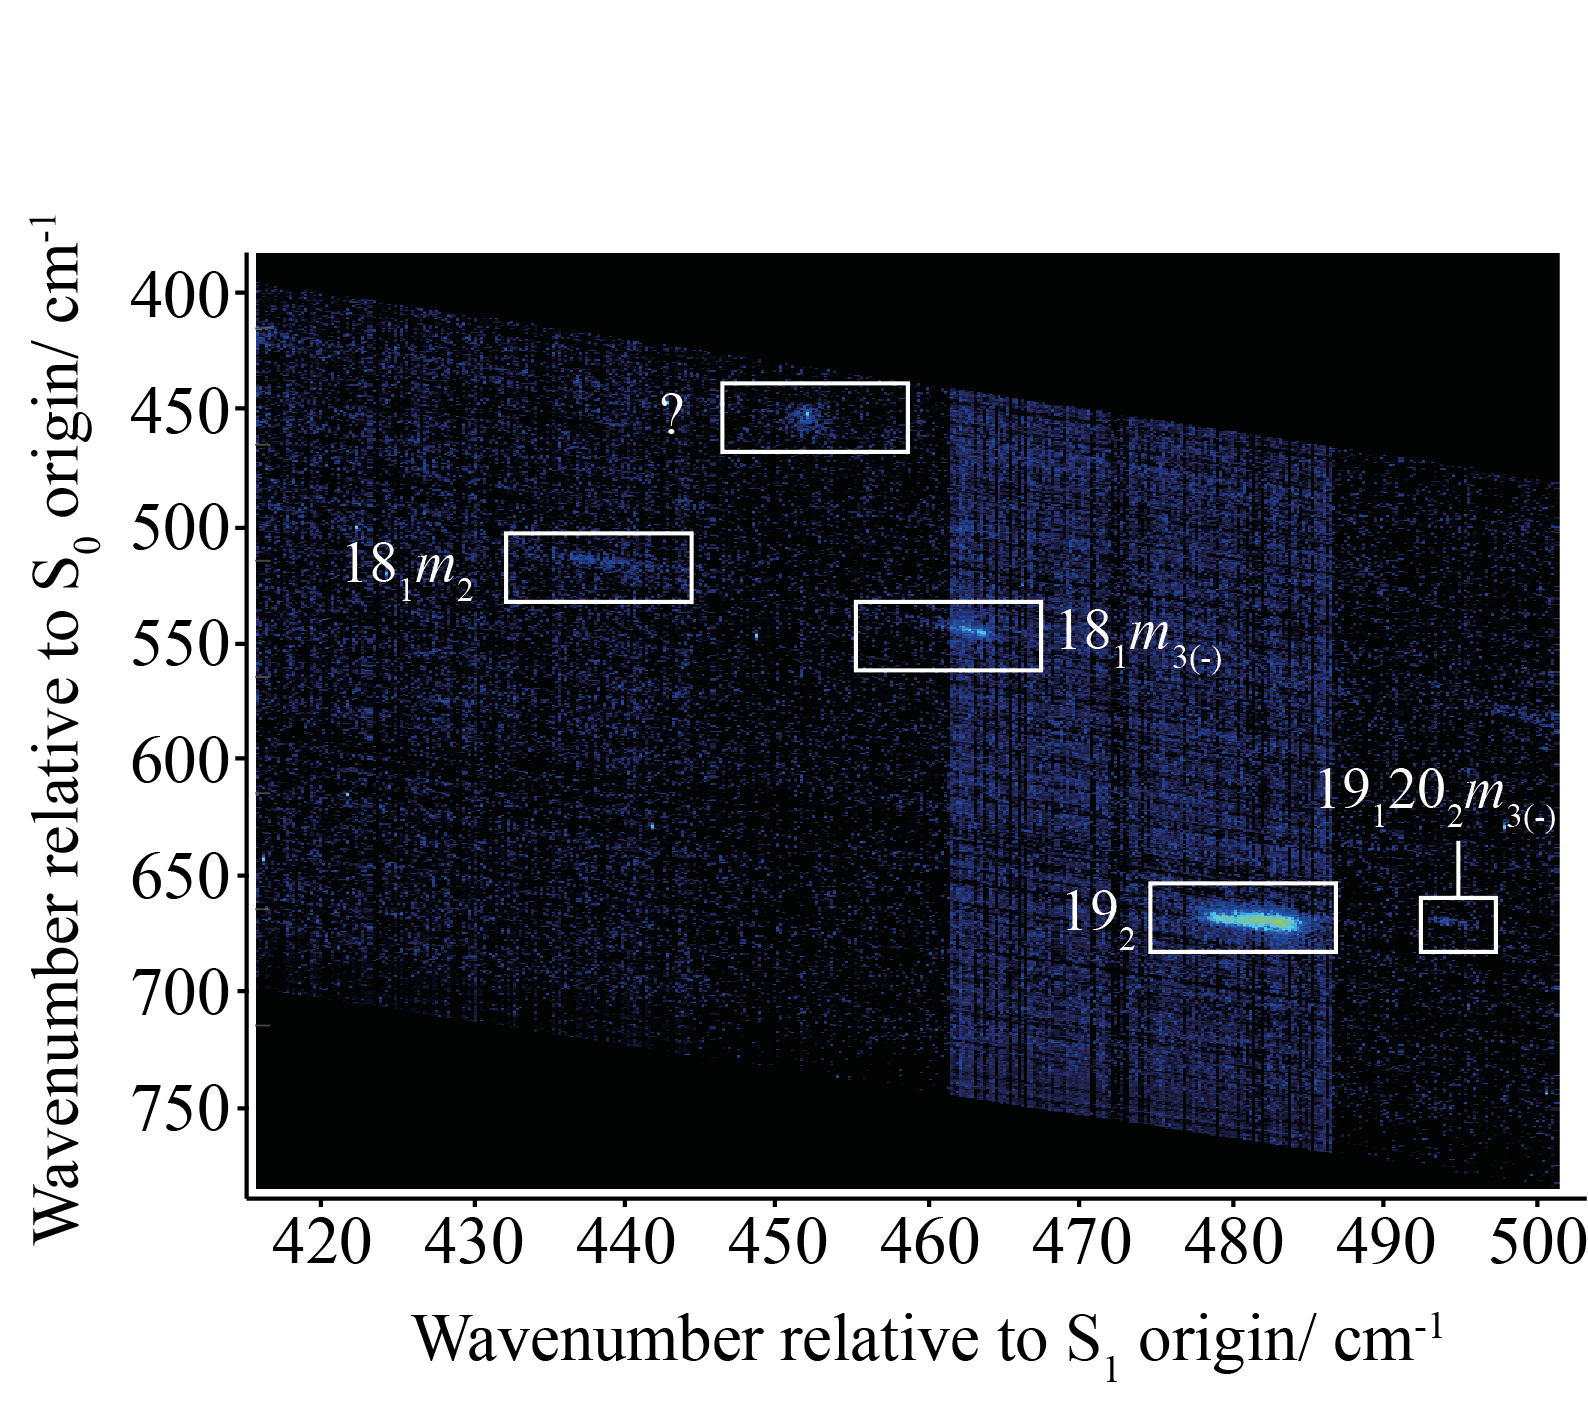 Wavenumber relative to S₀ origin/ cm⁻¹
400
450
500
550
600
650
700
750
?
18₁m₂
18₁m₃₍₋₎
19₁20₂m₃₍₋₎
19₂
420 430 440 450 460 470 480 490 500
Wavenumber relative to S₁ origin/ cm⁻¹